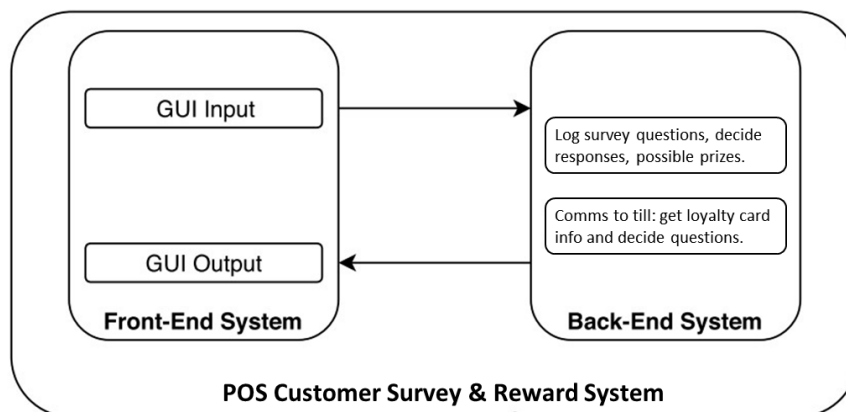 GUI Input
Log survey questions, decide
responses, possible prizes.
Comms to till: get loyalty card
info and decide questions.
GUI Output
Front-End System
Back-End System
POS Customer Survey & Reward System